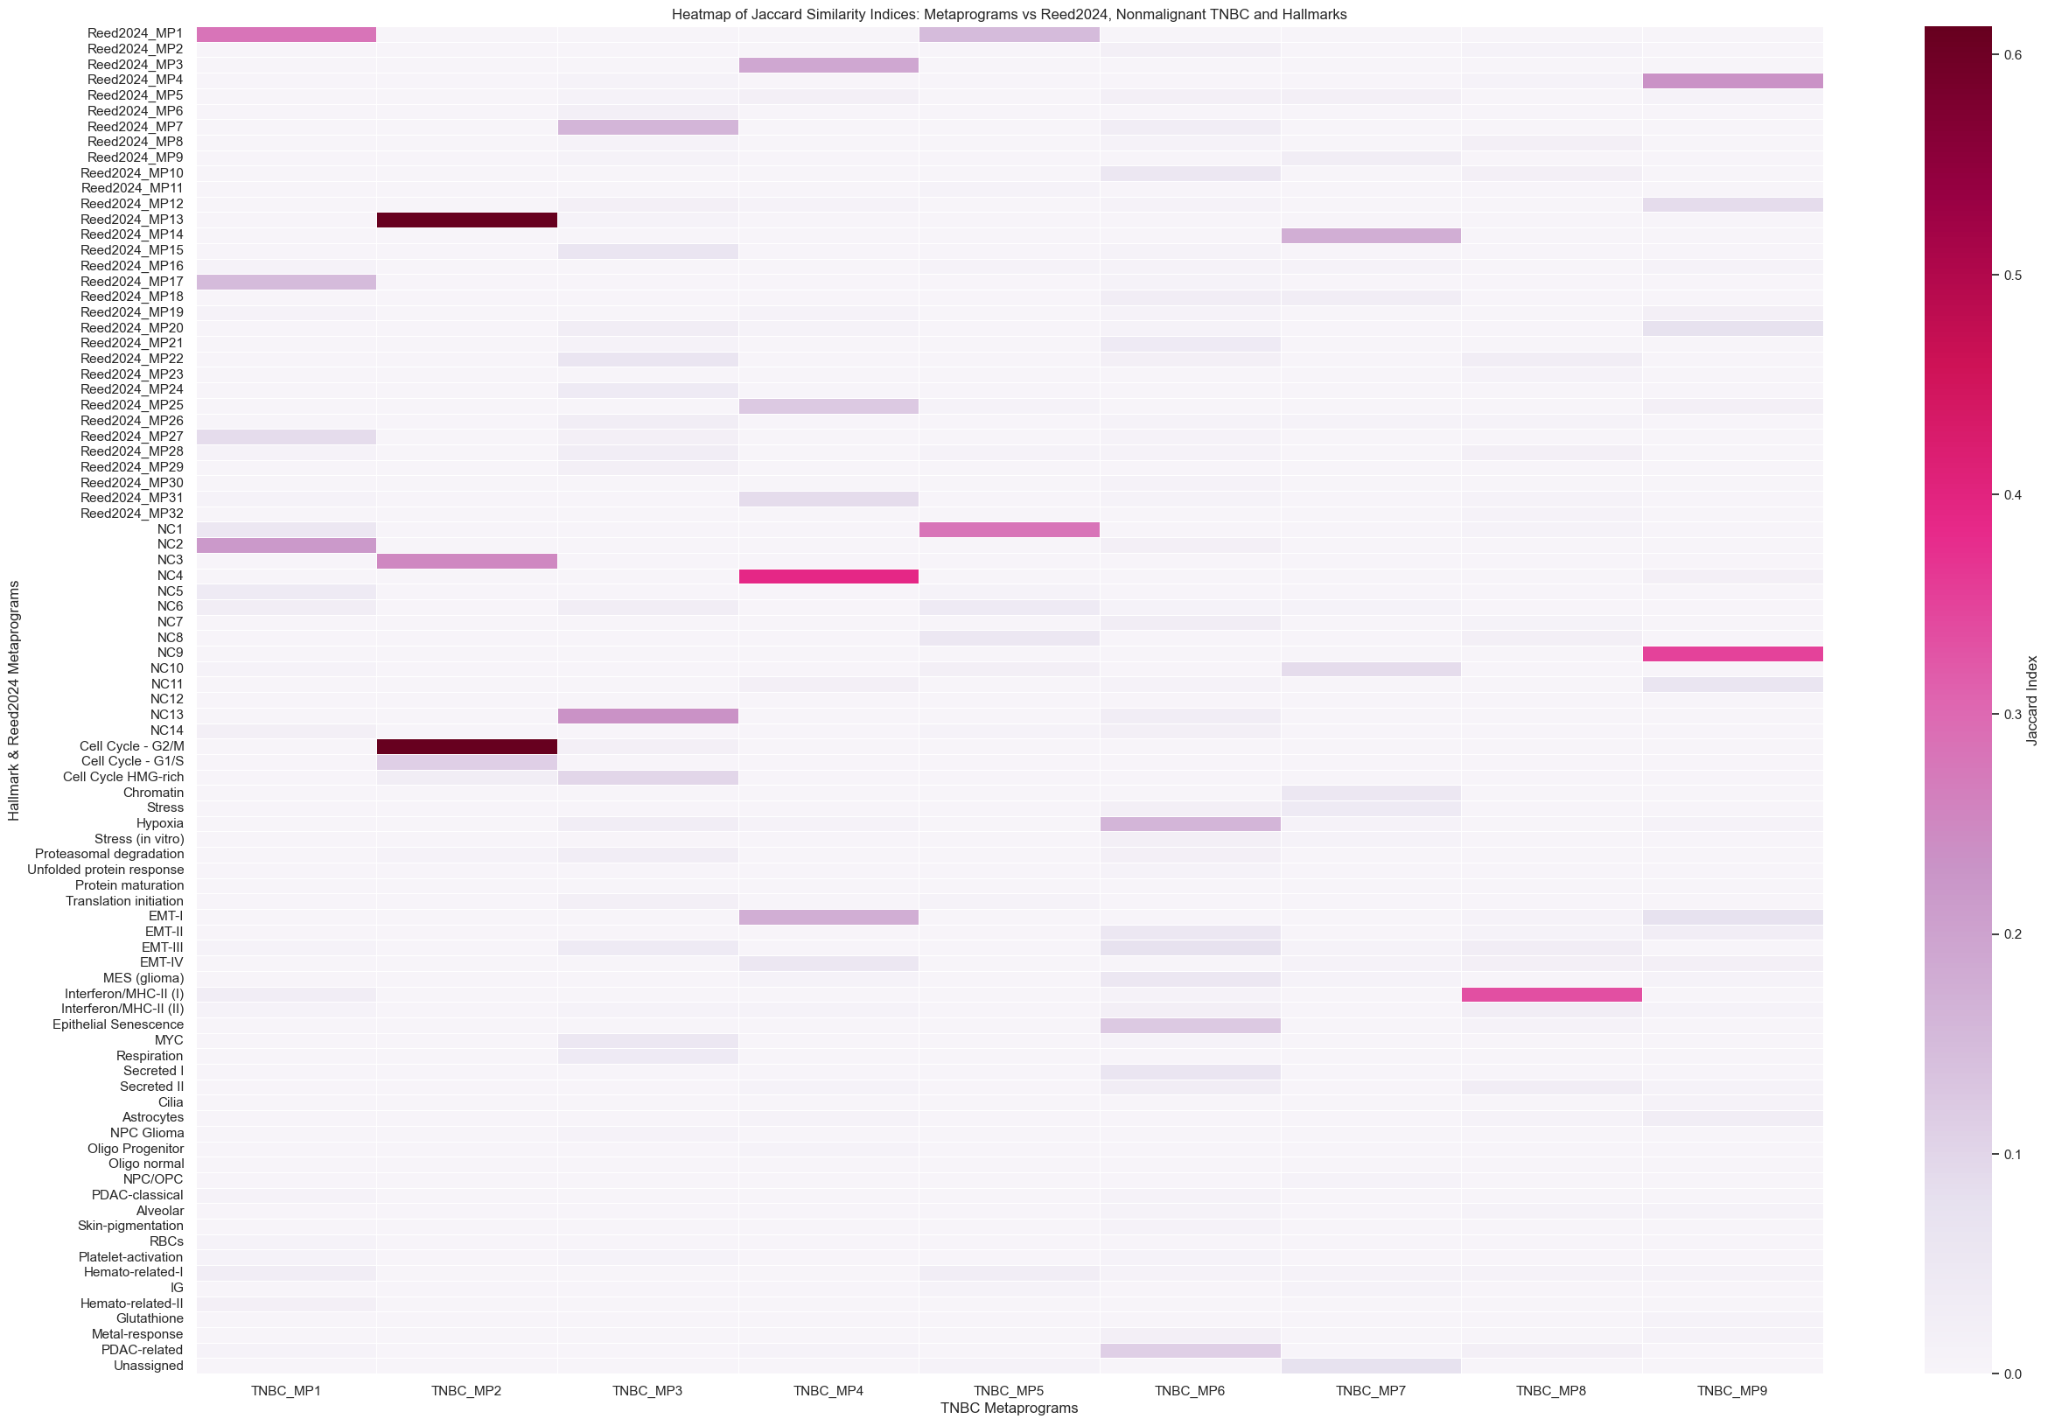 Heatmap of Jaccard Similarity Indices: Metaprograms vs Reed2024, Nonmalignant TNBC and Hallmarks
Hallmark & Reed2024 Metaprograms
Reed2024_MP1
Reed2024_MP2
Reed2024_MP3
Reed2024_MP4
Reed2024_MP5
Reed2024_MP6
Reed2024_MP7
Reed2024_MP8
Reed2024_MP9
Reed2024_MP10
Reed2024_MP11
Reed2024_MP12
Reed2024_MP13
Reed2024_MP14
Reed2024_MP15
Reed2024_MP16
Reed2024_MP17
Reed2024_MP18
Reed2024_MP19
Reed2024_MP20
Reed2024_MP21
Reed2024_MP22
Reed2024_MP23
Reed2024_MP24
Reed2024_MP25
Reed2024_MP26
Reed2024_MP27
Reed2024_MP28
Reed2024_MP29
Reed2024_MP30
Reed2024_MP31
Reed2024_MP32
NC1
NC2
NC3
NC4
NC5
NC6
NC7
NC8
NC9
NC10
NC11
NC12
NC13
NC14
Cell Cycle - G2/M
Cell Cycle - G1/S
Cell Cycle HMG-rich
Chromatin
Stress
Hypoxia
Stress (in vitro)
Proteasomal degradation
Unfolded protein response
Protein maturation
Translation initiation
EMT-I
EMT-II
EMT-III
EMT-IV
MES (glioma)
Interferon/MHC-II (I)
Interferon/MHC-II (II)
Epithelial Senescence
MYC
Respiration
Secreted I
Secreted II
Cilia
Astrocytes
NPC Glioma
Oligo Progenitor
Oligo normal
NPC/OPC
PDAC-classical
Alveolar
Skin-pigmentation
RBCs
Platelet-activation
Hemato-related-I
IG
Hemato-related-II
Glutathione
Metal-response
PDAC-related
Unassigned
TNBC_MP1 TNBC_MP2 TNBC_MP3 TNBC_MP4 TNBC_MP5 TNBC_MP6 TNBC_MP7 TNBC_MP8 TNBC_MP9
TNBC Metaprograms
0.6
0.5
0.4
0.3
0.2
0.1
0.0
Jaccard Index